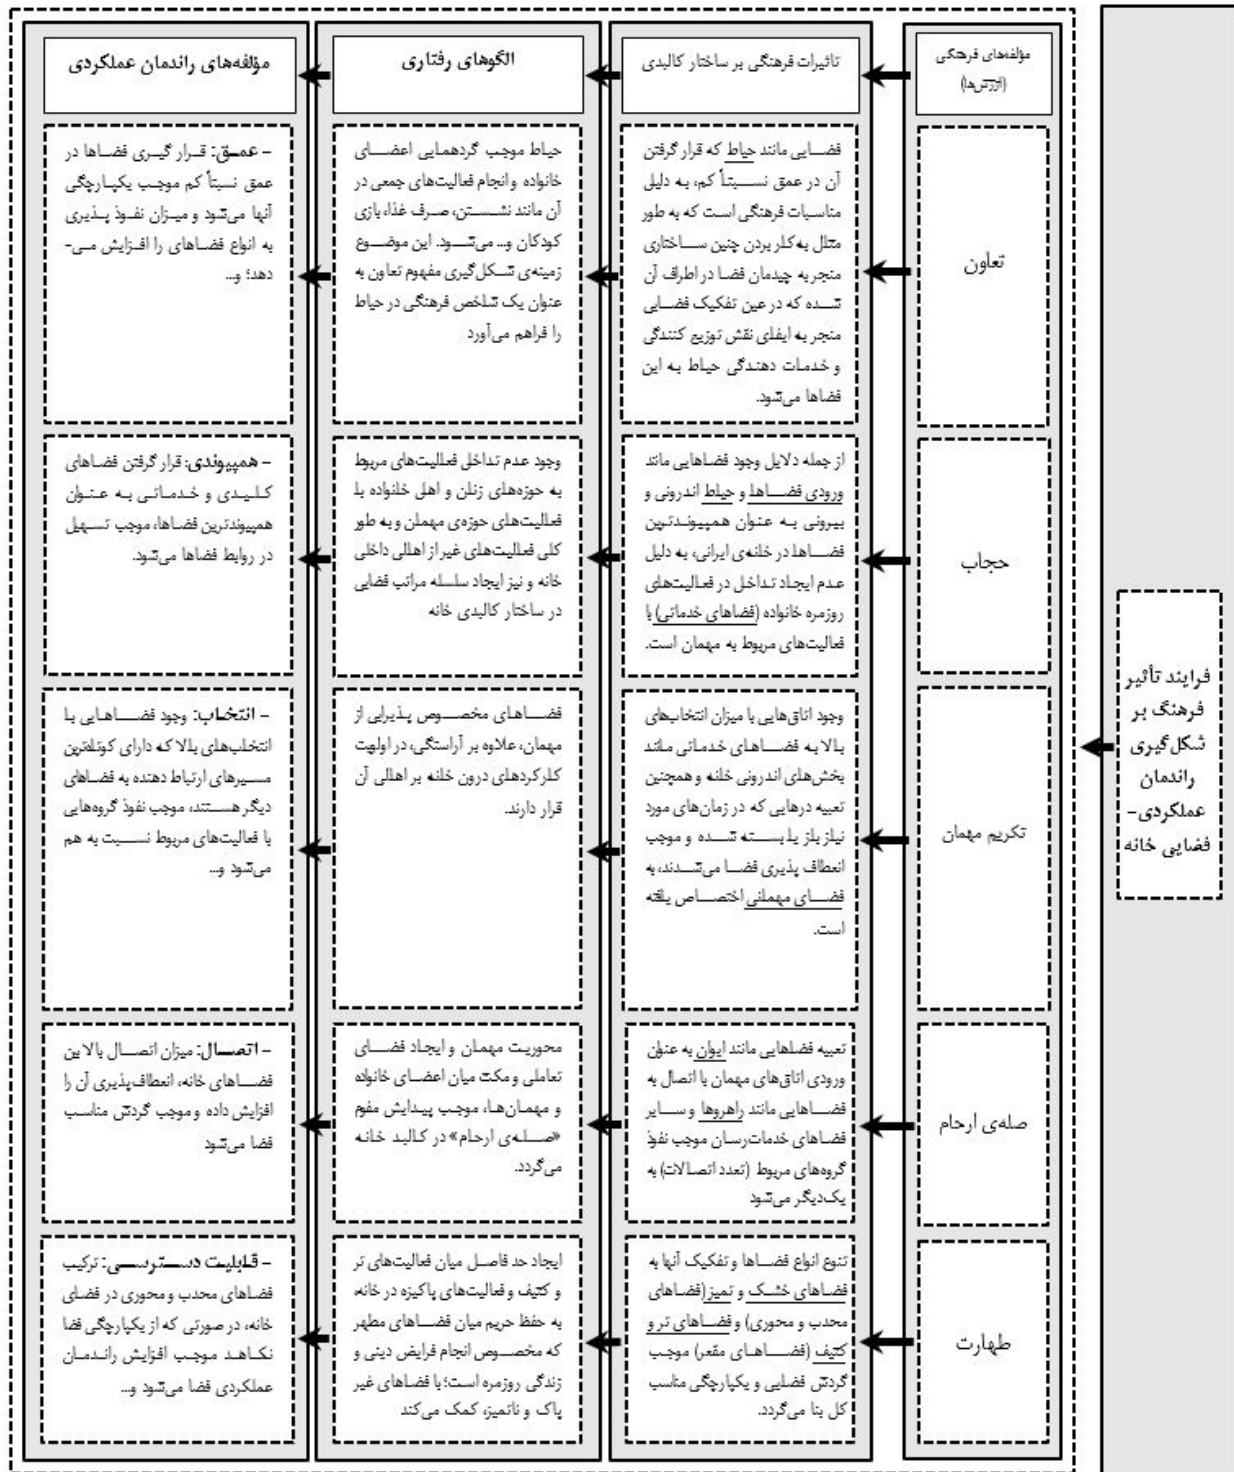 فرایند تأثیر
فرهنگ بر
شکل‌گیری
راندمان
عملکردی-
فضایی خانه
مؤلفه‌های فرهنگی
(ارزش‌ها)
تاثیرات فرهنگی بر ساختار کالبدی
الگوهای رفتاری
مؤلفه‌های راندمان عملکردی
تعاون
فضایی مانند حیاط که قرار گرفتن
آن در عمق نسبتاً کم، به دلیل
مناسبات فرهنگی است که به طور
مثال به‌کار بردن چنین ساختاری
منجر به چیدمان فضا در اطراف آن
شده که در عین تفکیک فضایی
منجر به ایفای نقش توزیع کنندگی
و خدمات دهندگی حیاط به این
فضاها می‌شود.
حیاط موجب گردهمایی اعضای
خانواده و انجام فعالیت‌های جمعی در
آن مانند نشستن، صرف غذا، بازی
کودکان و... می‌شود. این موضوع
زمینه‌ی شکل‌گیری مفهوم تعاون به
عنوان یک شاخص فرهنگی در حیاط
را فراهم می‌آورد
- عمق: قرار گیری فضاها در
عمق نسبتاً کم موجب یکپارچگی
آنها می‌شود و میزان نفوذ پذیری
به انواع فضاهای را افزایش می-
دهد؛ و...
حجاب
از جمله دلایل وجود فضاهایی مانند
ورودی فضاها و حیاط اندرونی و
بیرونی به عنوان همپیوندترین
فضاها در خانه‌ی ایرانی، به دلیل
عدم ایجاد تداخل در فعالیت‌های
روزمره خانواده (فضاهای خدماتی) با
فعالیت‌های مربوط به مهمان است.
وجود عدم تداخل فعالیت‌های مربوط
به حوزه‌های زنان و اهل خانواده با
فعالیت‌های حوزه‌ی مهمان و به طور
کلی فعالیت‌های غیر از اهالی داخلی
خانه و نیز ایجاد سلسله مراتب فضایی
در ساختار کالبدی خانه
- همپیوندی: قرار گرفتن فضاهای
کلیدی و خدماتی به عنوان
همپیوندترین فضاها، موجب تسهیل
در روابط فضاها می‌شود.
تکریم مهمان
وجود اتاق‌هایی با میزان انتخاب‌های
بالا به فضاهای خدماتی مانند
بخش‌های اندرونی خانه و همچنین
تعبیه درهایی که در زمان‌های مورد
نیاز باز یا بسته شده و موجب
انعطاف پذیری فضا می‌شدند، به
فضای مهمانی اختصاص یافته
است.
فضاهای مخصوص پذیرایی از
مهمان، علاوه بر آراستگی، در اولویت
کارکردهای درون خانه بر اهالی آن
قرار دارند.
- انتخاب: وجود فضاهایی با
انتخاب‌های بالا که دارای کوتاه‌ترین
مسیرهای ارتباط دهنده به فضاهای
دیگر هستند، موجب نفوذ گروه‌هایی
با فعالیت‌های مربوط نسبت به هم
می‌شود و...
صله‌ی ارحام
تعبیه فضاهایی مانند ایوان به عنوان
ورودی اتاق‌های مهمان با اتصال به
فضاهایی مانند راهروها و سایر
فضاهای خدمات‌رسان موجب نفوذ
گروه‌های مربوط (تعدد اتصالات) به
یک‌دیگر می‌شود
محوریت مهمان و ایجاد فضای
تعاملی و مکث میان اعضای خانواده
و مهمان‌ها، موجب پیدایش مفوم
«صله‌ی ارحام» در کالبد خانه
می‌گردد.
- اتصال: میزان اتصال بالا بین
فضاهای خانه، انعطاف‌پذیری آن را
افزایش داده و موجب گردش مناسب
فضا می‌شود
طهارت
تنوع انواع فضاها و تفکیک آنها به
فضاهای خشک و تمیز (فضاهای
محدب و محوری) و فضاهای تر و
کثیف (فضاهای مقعر) موجب
گردش فضایی و یکپارچگی مناسب
کل بنا می‌گردد.
ایجاد حد فاصل میان فعالیت‌های تر
و کثیف و فعالیت‌های پاکیزه در خانه،
به حفظ حریم میان فضاهای مطهر
که مخصوص انجام فرایض دینی و
زندگی روزمره است؛ با فضاهای غیر
پاک و ناتمیز، کمک می‌کند
- قابلیت دسترسی: ترکیب
فضاهای محدب و محوری در فضای
خانه، در صورتی که از یکپارچگی فضا
نکاهد موجب افزایش راندمان
عملکردی فضا می‌شود و...